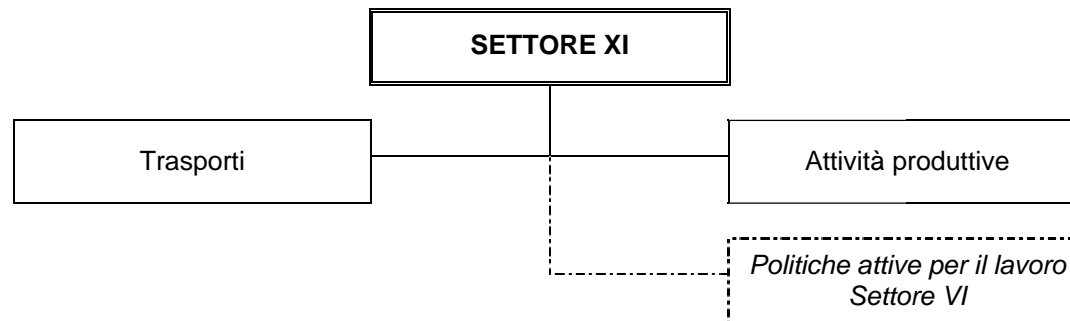 SETTORE XI
Trasporti
Attività produttive
Politiche attive per il lavoro
Settore VI